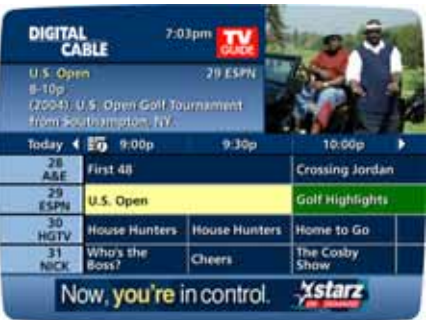 DIGITAL
CABLE
7:03pm
TV
GUIDE
U.S. Open 29 ESPN
8-10p
(2004) U.S. Open Golf Tournament
from Southampton, NY.
Today 9:00p 9:30p 10:00p
28
A&E
First 48 Crossing Jordan
29
ESPN
U.S. Open Golf Highlights
30
HGTV
House Hunters House Hunters Home to Go
31
NICK
Who's the
Boss?
Cheers
The Cosby
Show
Now, you're in control.
starz
ON DEMAND